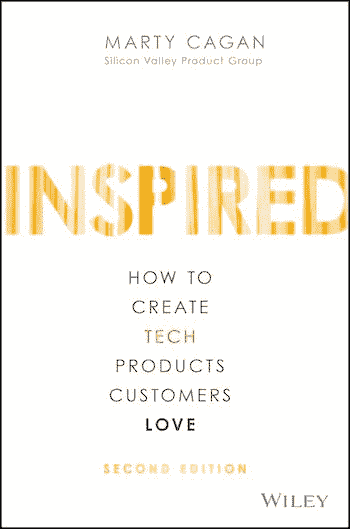 MARTY CAGAN
Silicon Valley Product Group
INSPIRED
HOW TO
CREATE
TECH
PRODUCTS
CUSTOMERS
LOVE
SECOND EDITION
WILEY